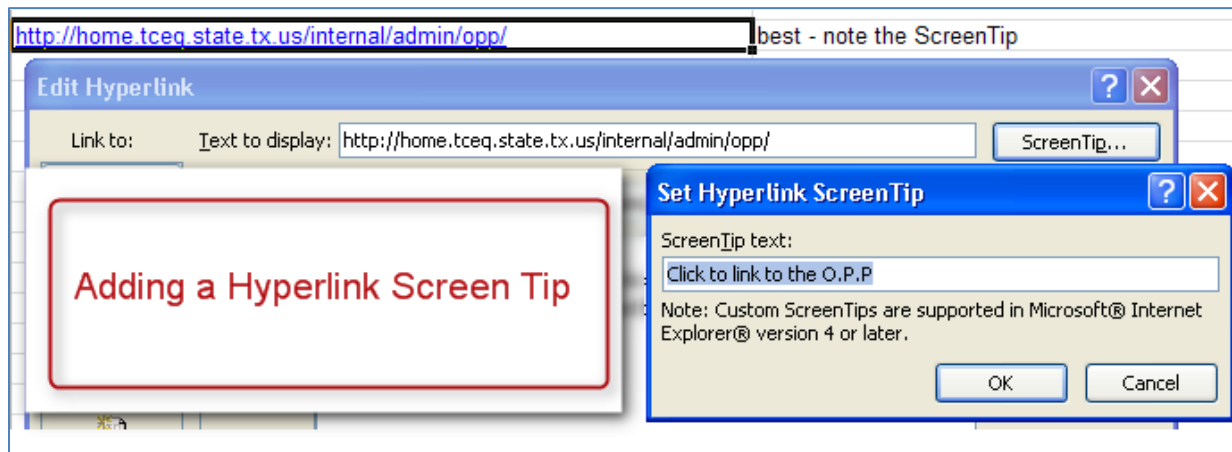 http://home.tceq.state.tx.us/internal/admin/opp/ best - note the ScreenTip
Edit Hyperlink
Link to: Text to display: http://home.tceq.state.tx.us/internal/admin/opp/ ScreenTip...
Adding a Hyperlink Screen Tip
Set Hyperlink ScreenTip
ScreenTip text:
Click to link to the O.P.P
Note: Custom ScreenTips are supported in Microsoft® Internet
Explorer® version 4 or later.
OK Cancel